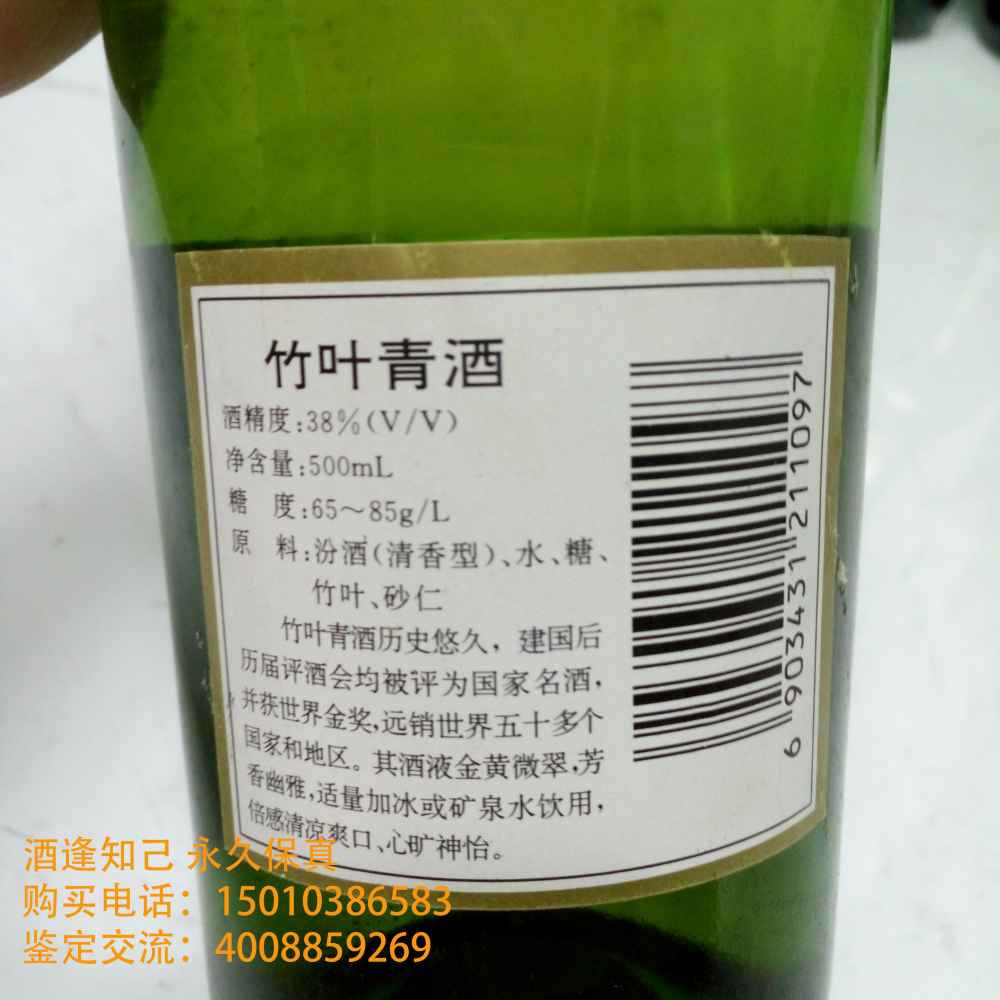 竹叶青酒
酒精度:38%(V/V)
净含量:500mL
糖 度:65～85g/L
原 料:汾酒(清香型)、水、糖、
竹叶、砂仁
竹叶青酒历史悠久，建国后
历届评酒会均被评为国家名酒，
并获世界金奖,远销世界五十多个
国家和地区。其酒液金黄微翠,芳
香幽雅,适量加冰或矿泉水饮用，
倍感清凉爽口、心旷神怡。
6903431211097
酒逢知己 永久保真
购买电话：15010386583
鉴定交流：4008859269